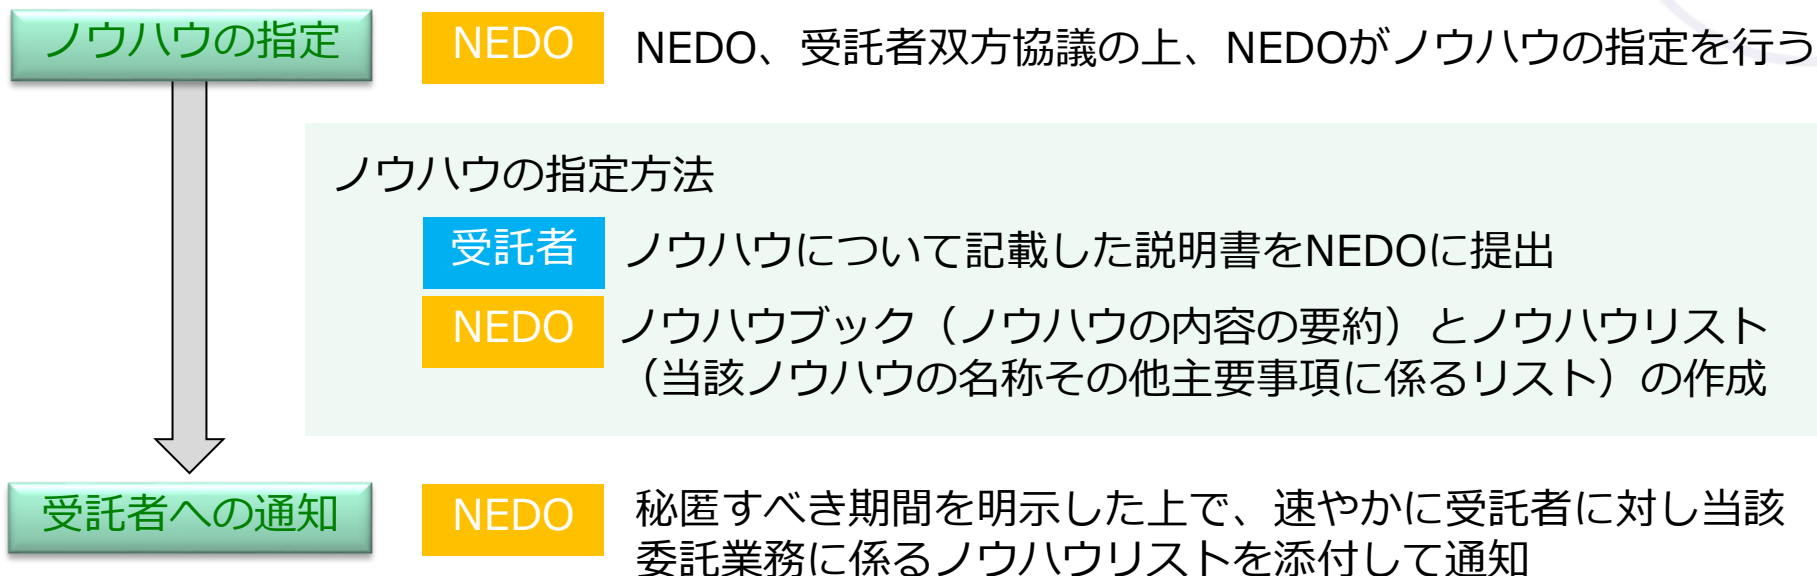 ノウハウの指定
NEDO
NEDO、受託者双方協議の上、NEDOがノウハウの指定を行う
ノウハウの指定方法
受託者
ノウハウについて記載した説明書をNEDOに提出
NEDO
ノウハウブック（ノウハウの内容の要約）とノウハウリスト
（当該ノウハウの名称その他主要事項に係るリスト）の作成
受託者への通知
NEDO
秘匿すべき期間を明示した上で、速やかに受託者に対し当該
委託業務に係るノウハウリストを添付して通知